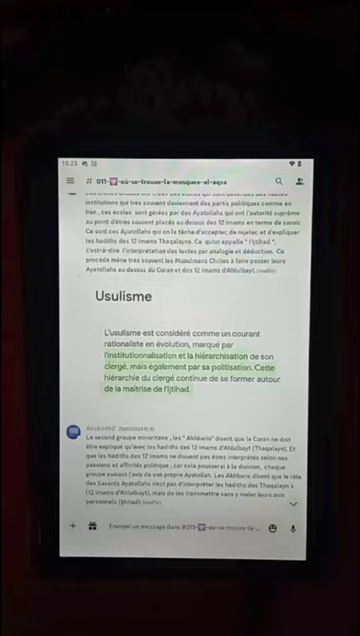 15:23
# 011-🕎-où-se-trouve-la-mosquee-al-aqsa
institutions qui très souvent deviennent des partis politiques comme en
Iran , ces écoles sont gérées par des Ayatollahs qui ont l'autorité suprême
au point d'êtres souvent placés au dessus des 12 imams en terme de savoir.
Ce sont ces Ayatollahs qui on la tâche d'accepter, de rejeter, et d'expliquer
les hadiths des 12 imams Thaqalayne. Ce qu'on appelle " l'Ijtihad ",
c'est-à-dire l'interprétation des textes par analogie et déduction. Ce
procédé mène très souvent les Musulmans Chiites à faire passer leurs
Ayatollahs au dessus du Coran et des 12 imams d'Ahlulbayt. (modifié)
Usulisme
L'usulisme est considéré comme un courant
rationaliste en évolution, marqué par
l'institutionnalisation et la hiérarchisation de son
clergé, mais également par sa politisation. Cette
hiérarchie du clergé continue de se former autour
de la maîtrise de l'Ijtihad.
Le second groupe minoritaire , les " Akhbaris" disent que le Coran ne doit
être expliqué qu'avec les hadiths des 12 imams d'Ahlulbayt (Thaqalayn). Et
que les hadiths des 12 imams ne doivent pas êtres interprétés selon nos
passions et affinités politique , car cela pousserai à la division, chaque
groupe suivant l'avis de son propre Ayatollah. Les Akhbaris disent que le rôle
des Savants Ayatollahs n'est pas d'interpréter les hadiths des Thaqalayn s
(12 imams d'Ahlulbayt), mais de les transmettre sans y mêler leurs avis
personnels (Ijtihad). (modifié)
Envoyer un message dans #011-🕎-où-se-trouve-la-...